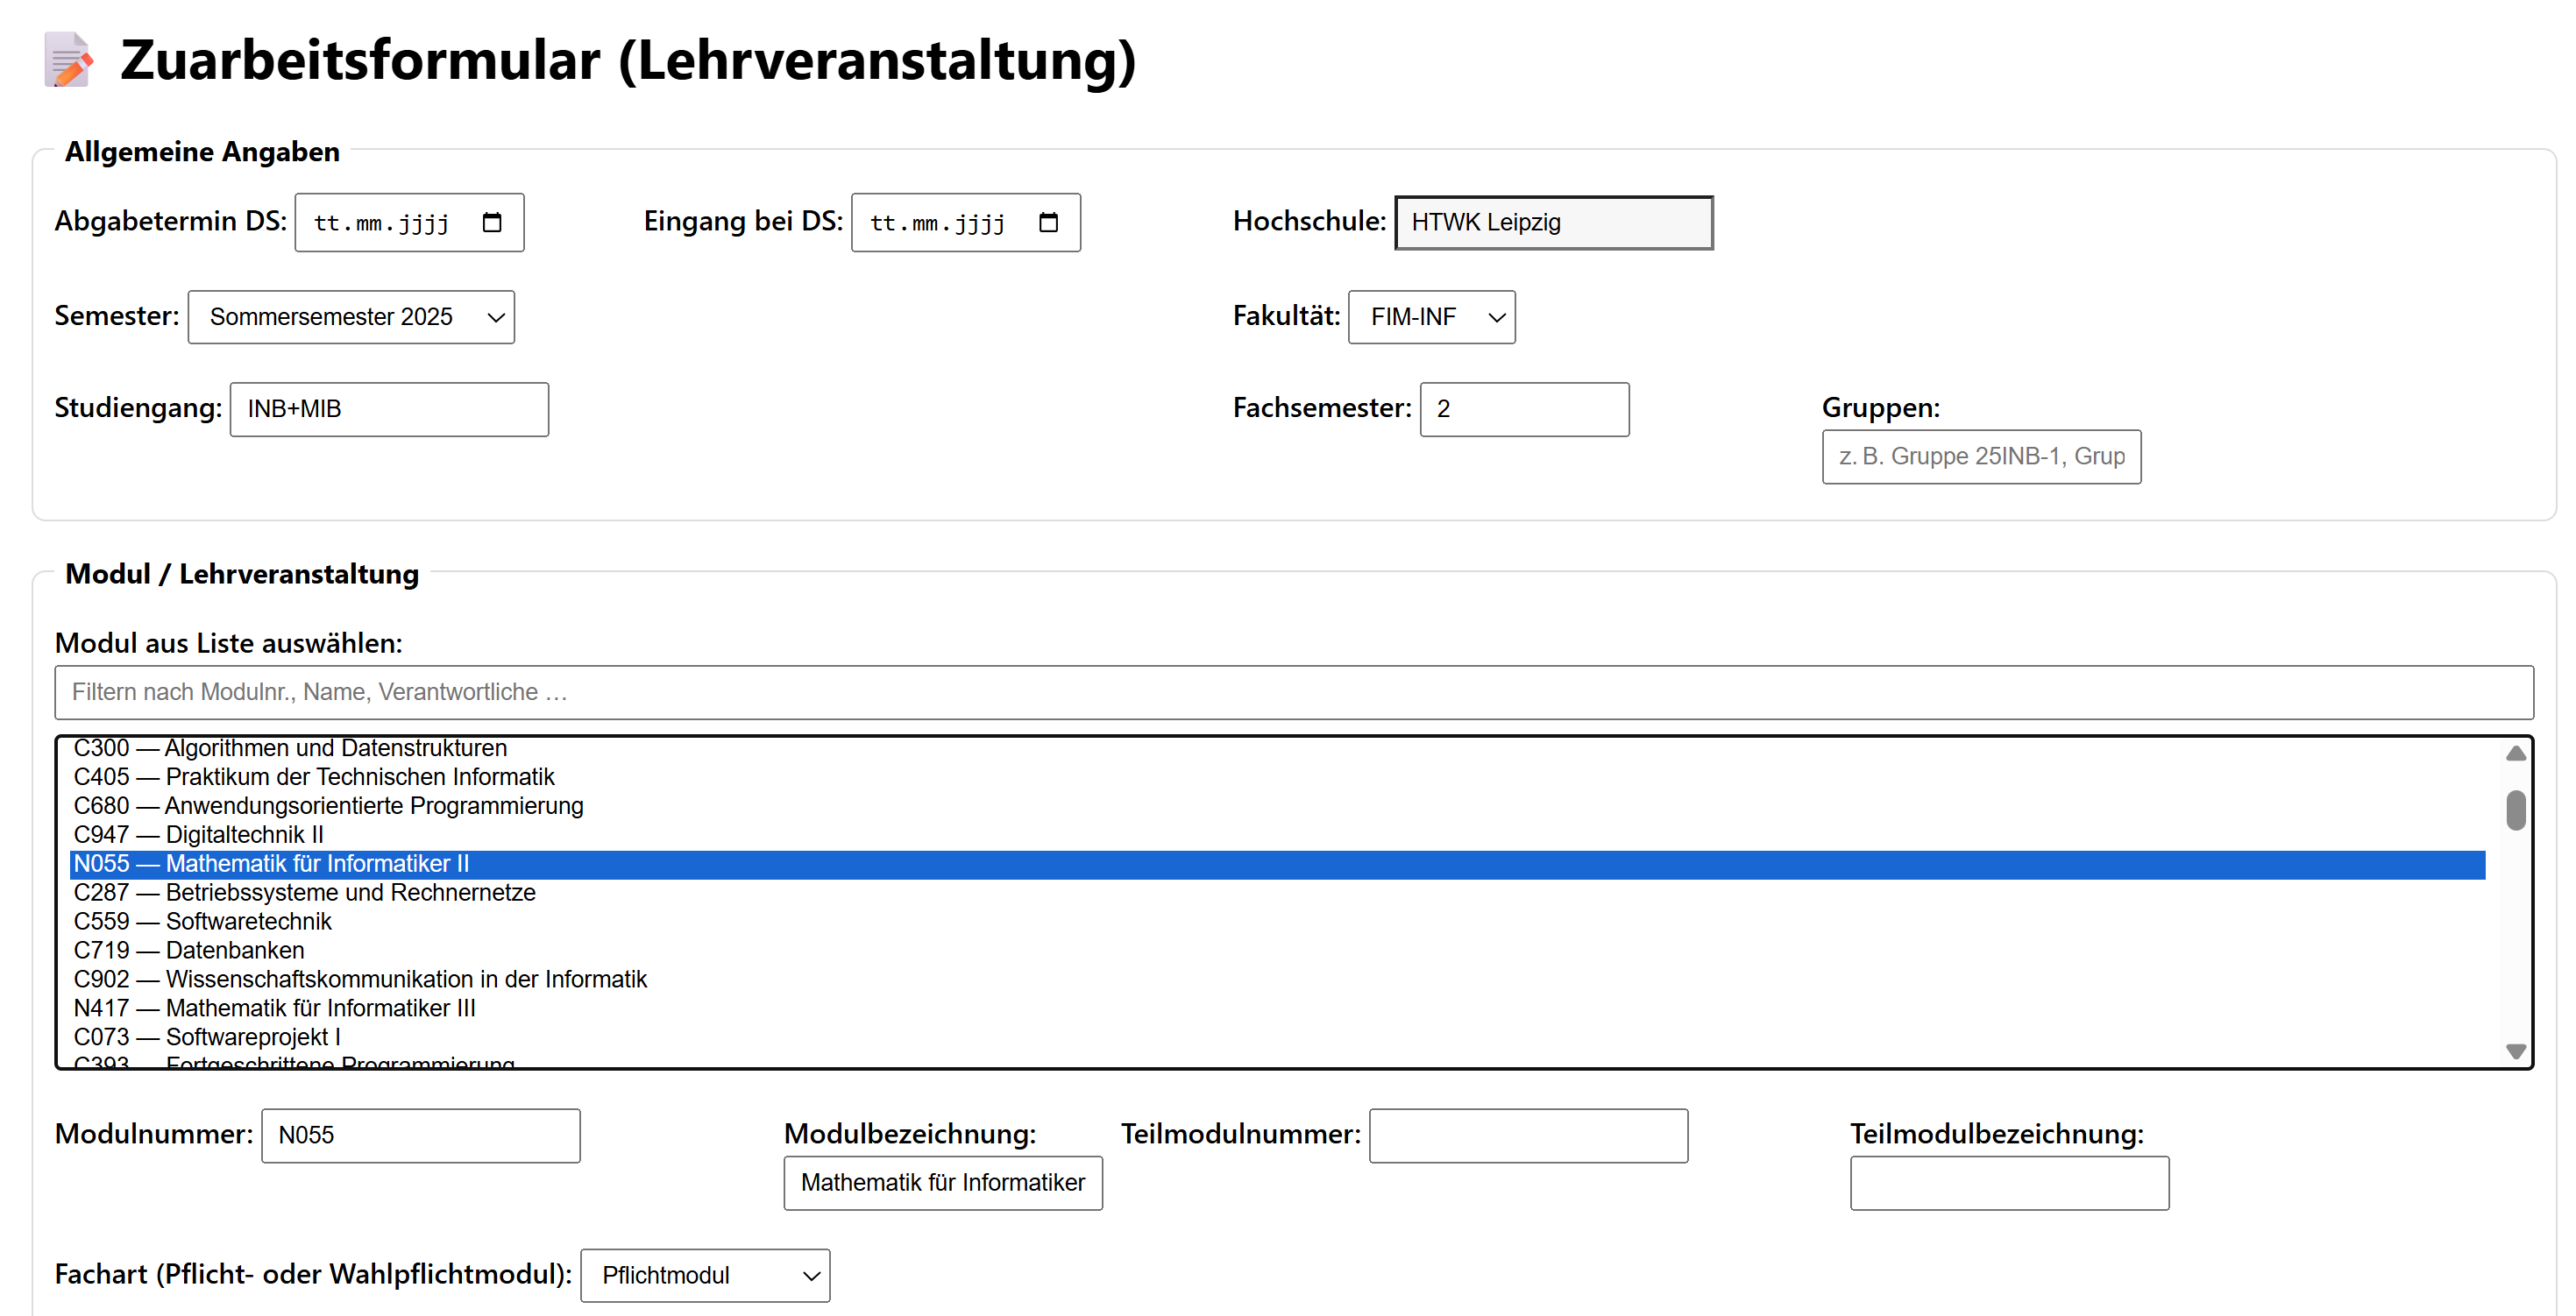 Zuarbeitsformular (Lehrveranstaltung)
Allgemeine Angaben
Abgabetermin DS: tt.mm.jjjj Eingang bei DS: tt.mm.jjjj Hochschule: HTWK Leipzig
Semester: Sommersemester 2025 Fakultät: FIM-INF
Studiengang: INB+MIB Fachsemester: 2 Gruppen:
z. B. Gruppe 25INB-1, Grup
Modul / Lehrveranstaltung
Modul aus Liste auswählen:
Filtern nach Modulnr., Name, Verantwortliche …
C300 — Algorithmen und Datenstrukturen
C405 — Praktikum der Technischen Informatik
C680 — Anwendungsorientierte Programmierung
C947 — Digitaltechnik II
N055 — Mathematik für Informatiker II
C287 — Betriebssysteme und Rechnernetze
C559 — Softwaretechnik
C719 — Datenbanken
C902 — Wissenschaftskommunikation in der Informatik
N417 — Mathematik für Informatiker III
C073 — Softwareprojekt I
C393 — Fortgeschrittene Programmierung
Modulnummer: N055 Modulbezeichnung: Teilmodulnummer: Teilmodulbezeichnung:
Mathematik für Informatiker
Fachart (Pflicht- oder Wahlpflichtmodul): Pflichtmodul